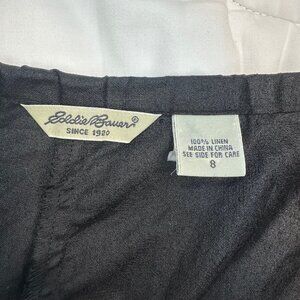 Eddie Bauer®
SINCE 1920
100% LINEN
MADE IN CHINA
SEE SIDE FOR CARE
8